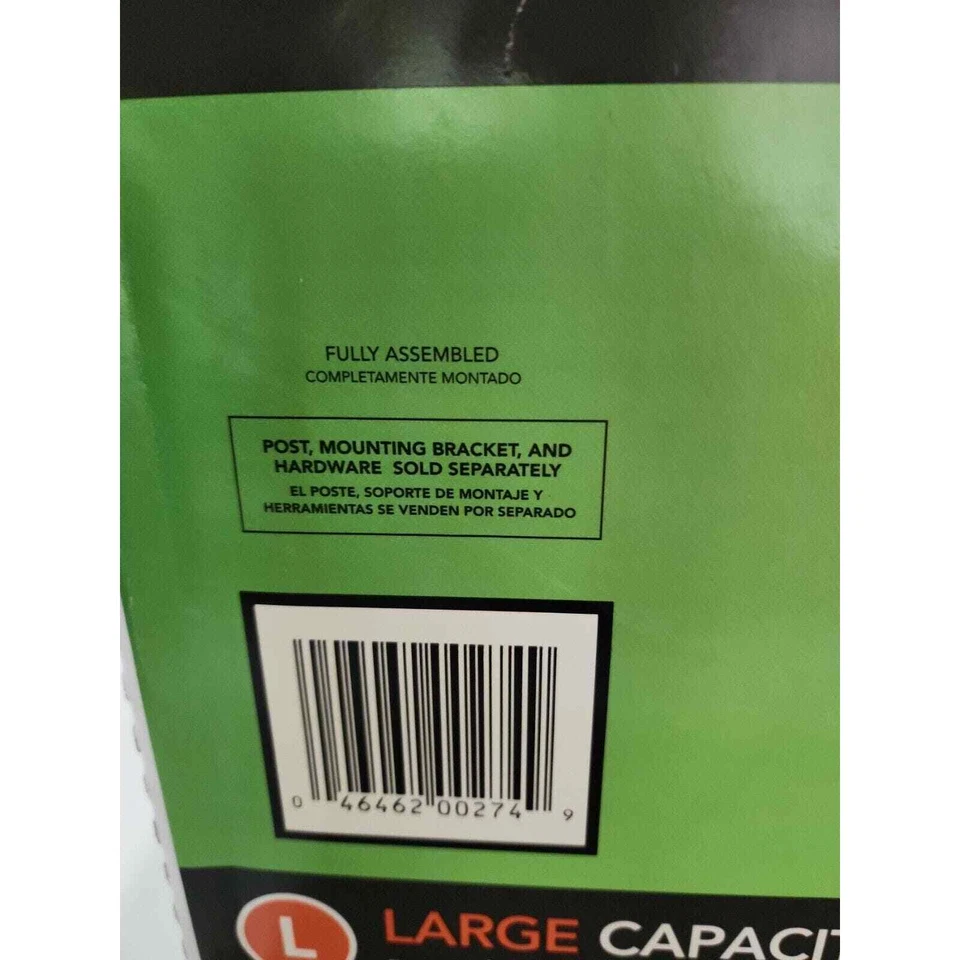 FULLY ASSEMBLED
COMPLETAMENTE MONTADO
POST, MOUNTING BRACKET, AND
HARDWARE SOLD SEPARATELY
EL POSTE, SOPORTE DE MONTAJE Y
HERRAMIENTAS SE VENDEN POR SEPARADO
0 46462 00274 9
L LARGE CAPACIT